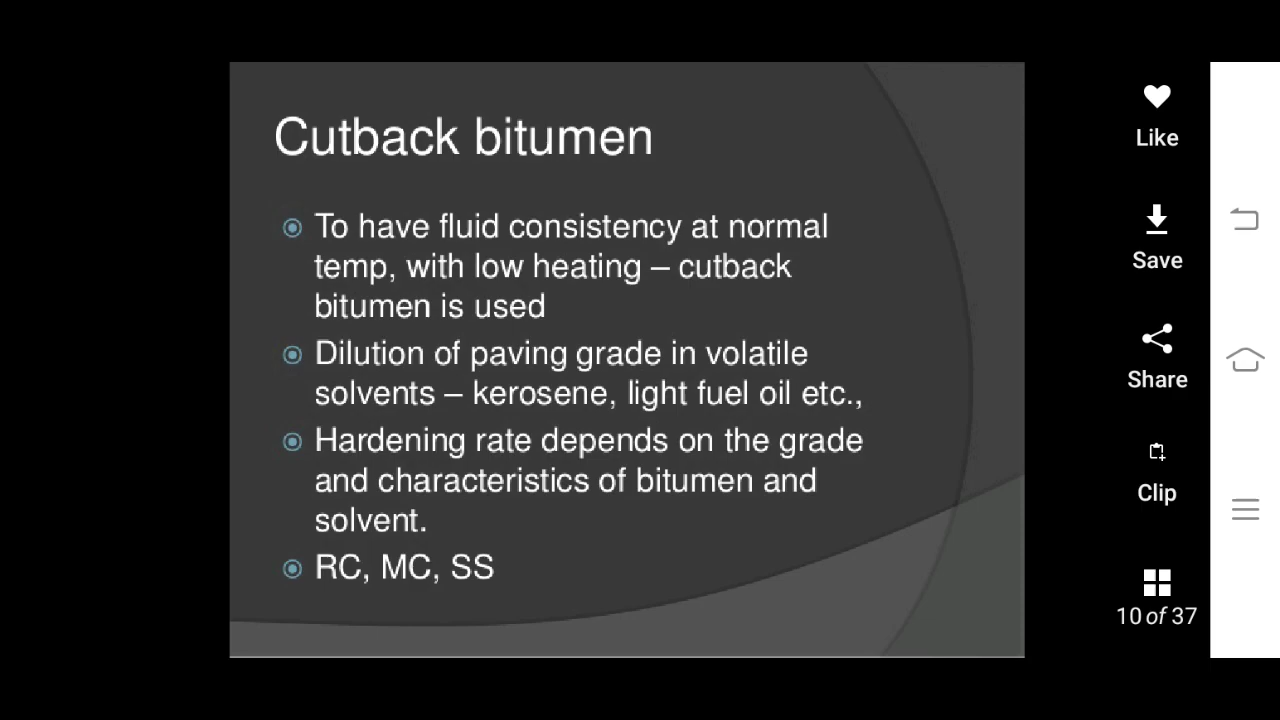 Cutback bitumen
To have fluid consistency at normal
temp, with low heating – cutback
bitumen is used
Dilution of paving grade in volatile
solvents – kerosene, light fuel oil etc.,
Hardening rate depends on the grade
and characteristics of bitumen and
solvent.
RC, MC, SS
Like
Save
Share
Clip
10 of 37